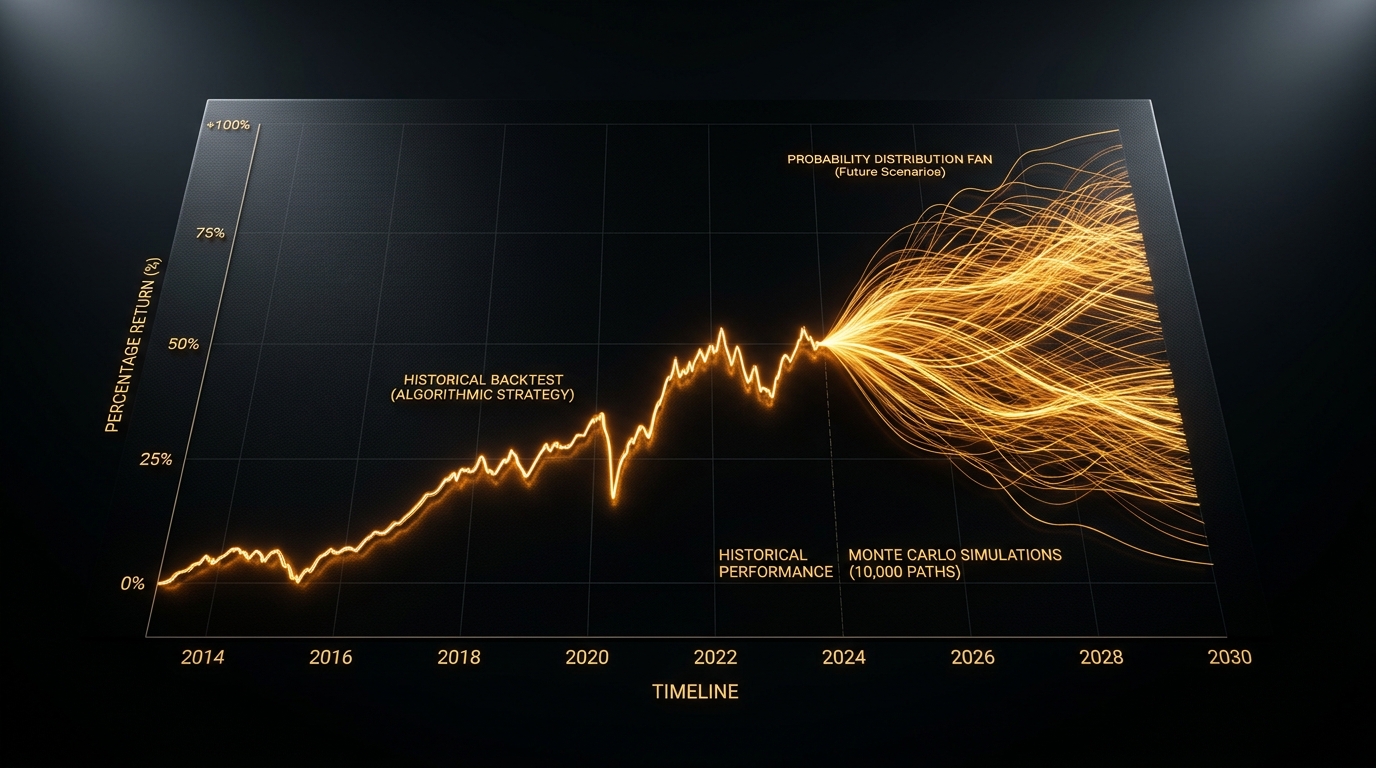 +100%
PROBABILITY DISTRIBUTION FAN
(Future Scenarios)
75%
PERCENTAGE RETURN (%)
50%
HISTORICAL BACKTEST
(ALGORITHMIC STRATEGY)
25%
HISTORICAL
PERFORMANCE
MONTE CARLO SIMULATIONS
(10,000 PATHS)
0%
2014 2016 2018 2020 2022 2024 2026 2028 2030
TIMELINE